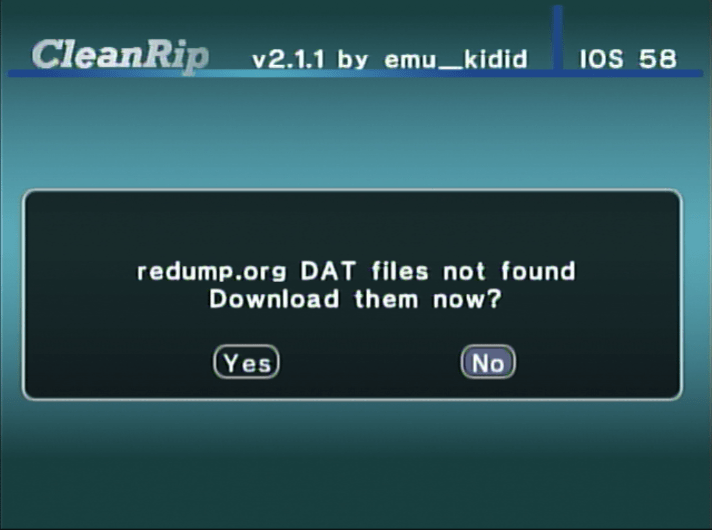 CleanRip v2.1.1 by emu_kidid IOS 58
redump.org DAT files not found
Download them now?
Yes No